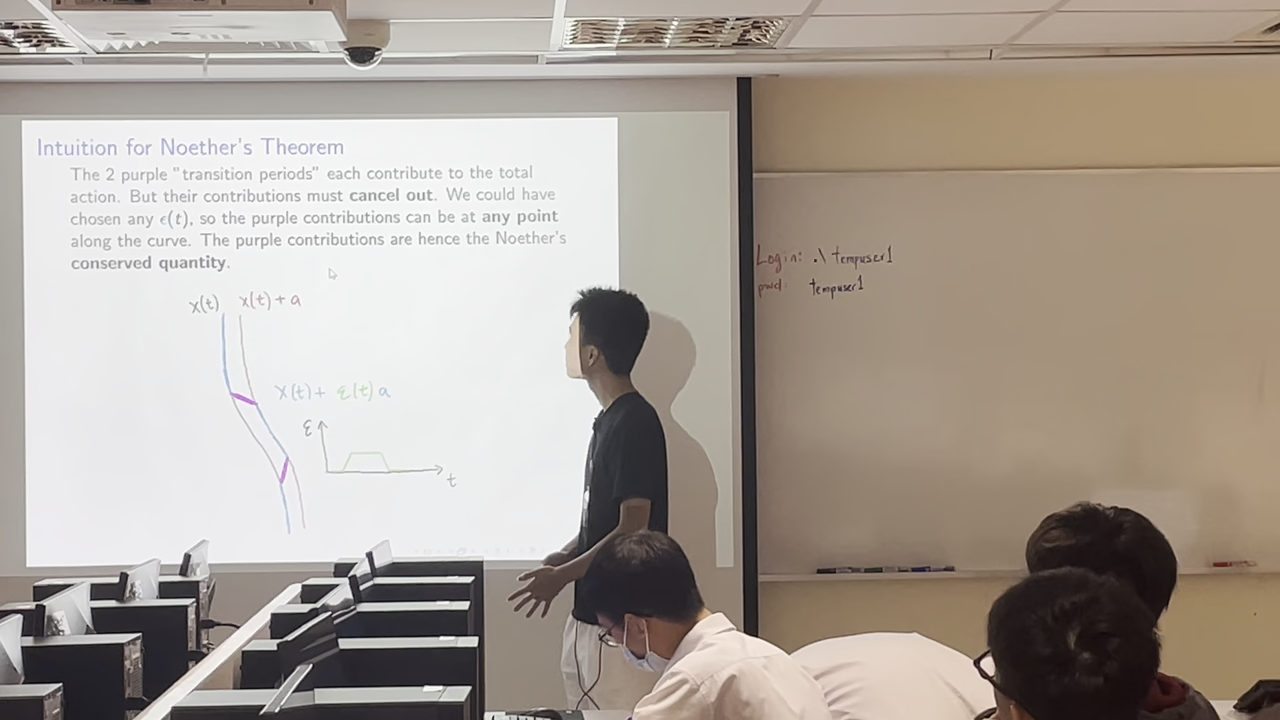 Intuition for Noether's Theorem
The 2 purple "transition periods" each contribute to the total
action. But their contributions must cancel out. We could have
chosen any ϵ(t), so the purple contributions can be at any point
along the curve. The purple contributions are hence the Noether's
conserved quantity.
x(t) x(t) + a
x(t) + ε(t) a
ε
t
Login: .\ tempuser1
pwd: tempuser1